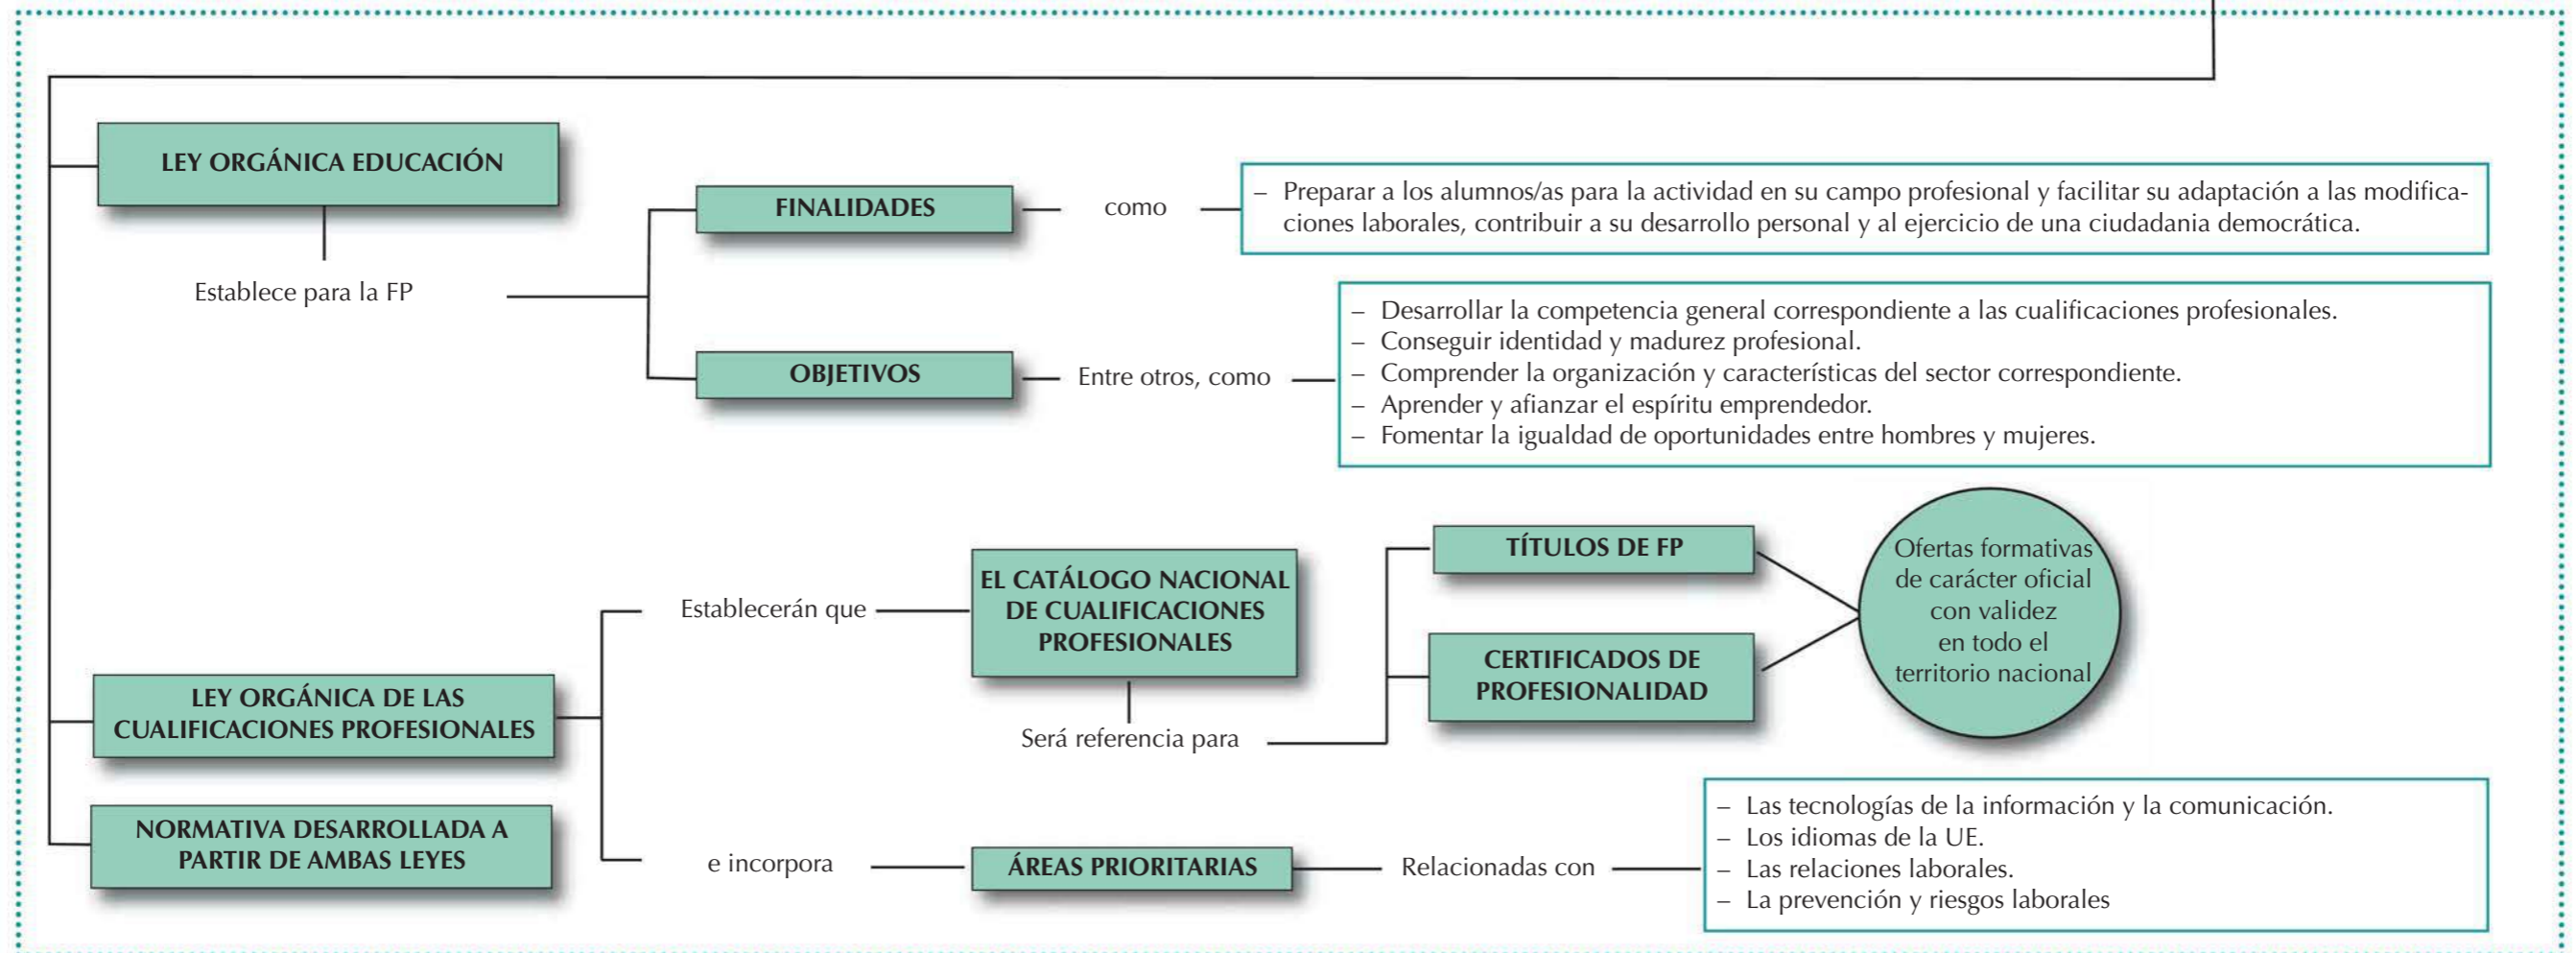 LEY ORGÁNICA EDUCACIÓN
Establece para la FP
FINALIDADES
como
– Preparar a los alumnos/as para la actividad en su campo profesional y facilitar su adaptación a las modifica-
ciones laborales, contribuir a su desarrollo personal y al ejercicio de una ciudadania democrática.
OBJETIVOS
Entre otros, como
– Desarrollar la competencia general correspondiente a las cualificaciones profesionales.
– Conseguir identidad y madurez profesional.
– Comprender la organización y características del sector correspondiente.
– Aprender y afianzar el espíritu emprendedor.
– Fomentar la igualdad de oportunidades entre hombres y mujeres.
LEY ORGÁNICA DE LAS
CUALIFICACIONES PROFESIONALES
Establecerán que
EL CATÁLOGO NACIONAL
DE CUALIFICACIONES
PROFESIONALES
Será referencia para
TÍTULOS DE FP
CERTIFICADOS DE
PROFESIONALIDAD
Ofertas formativas
de carácter oficial
con validez
en todo el
territorio nacional
NORMATIVA DESARROLLADA A
PARTIR DE AMBAS LEYES
e incorpora
ÁREAS PRIORITARIAS
Relacionadas con
– Las tecnologías de la información y la comunicación.
– Los idiomas de la UE.
– Las relaciones laborales.
– La prevención y riesgos laborales